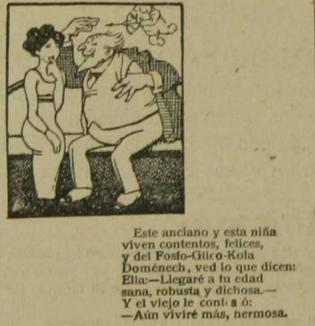 Este anciano y esta niña
viven contentos, felices,
y del Fosfo-Glico-Kola
Doménech, ved lo que dicen:
Ella:—Llegaré a tu edad
sana, robusta y dichosa.—
Y el viejo le contes ó:
—Aún viviré más, hermosa.